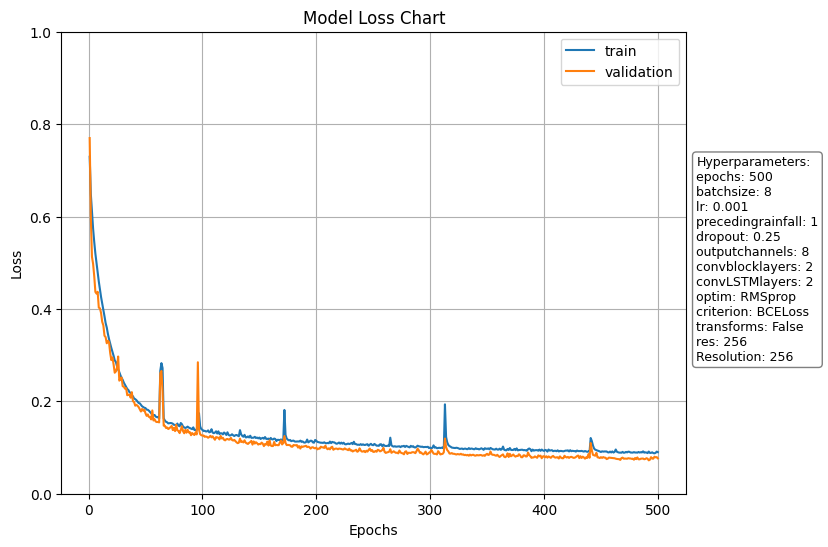 Model Loss Chart
train
validation
1.0
0.8
0.6
0.4
0.2
0.0
Loss
0
100
200
300
400
500
Epochs
Hyperparameters:
epochs: 500
batchsize: 8
lr: 0.001
precedingrainfall: 1
dropout: 0.25
outputchannels: 8
convblocklayers: 2
convLSTMlayers: 2
optim: RMSprop
criterion: BCELoss
transforms: False
res: 256
Resolution: 256